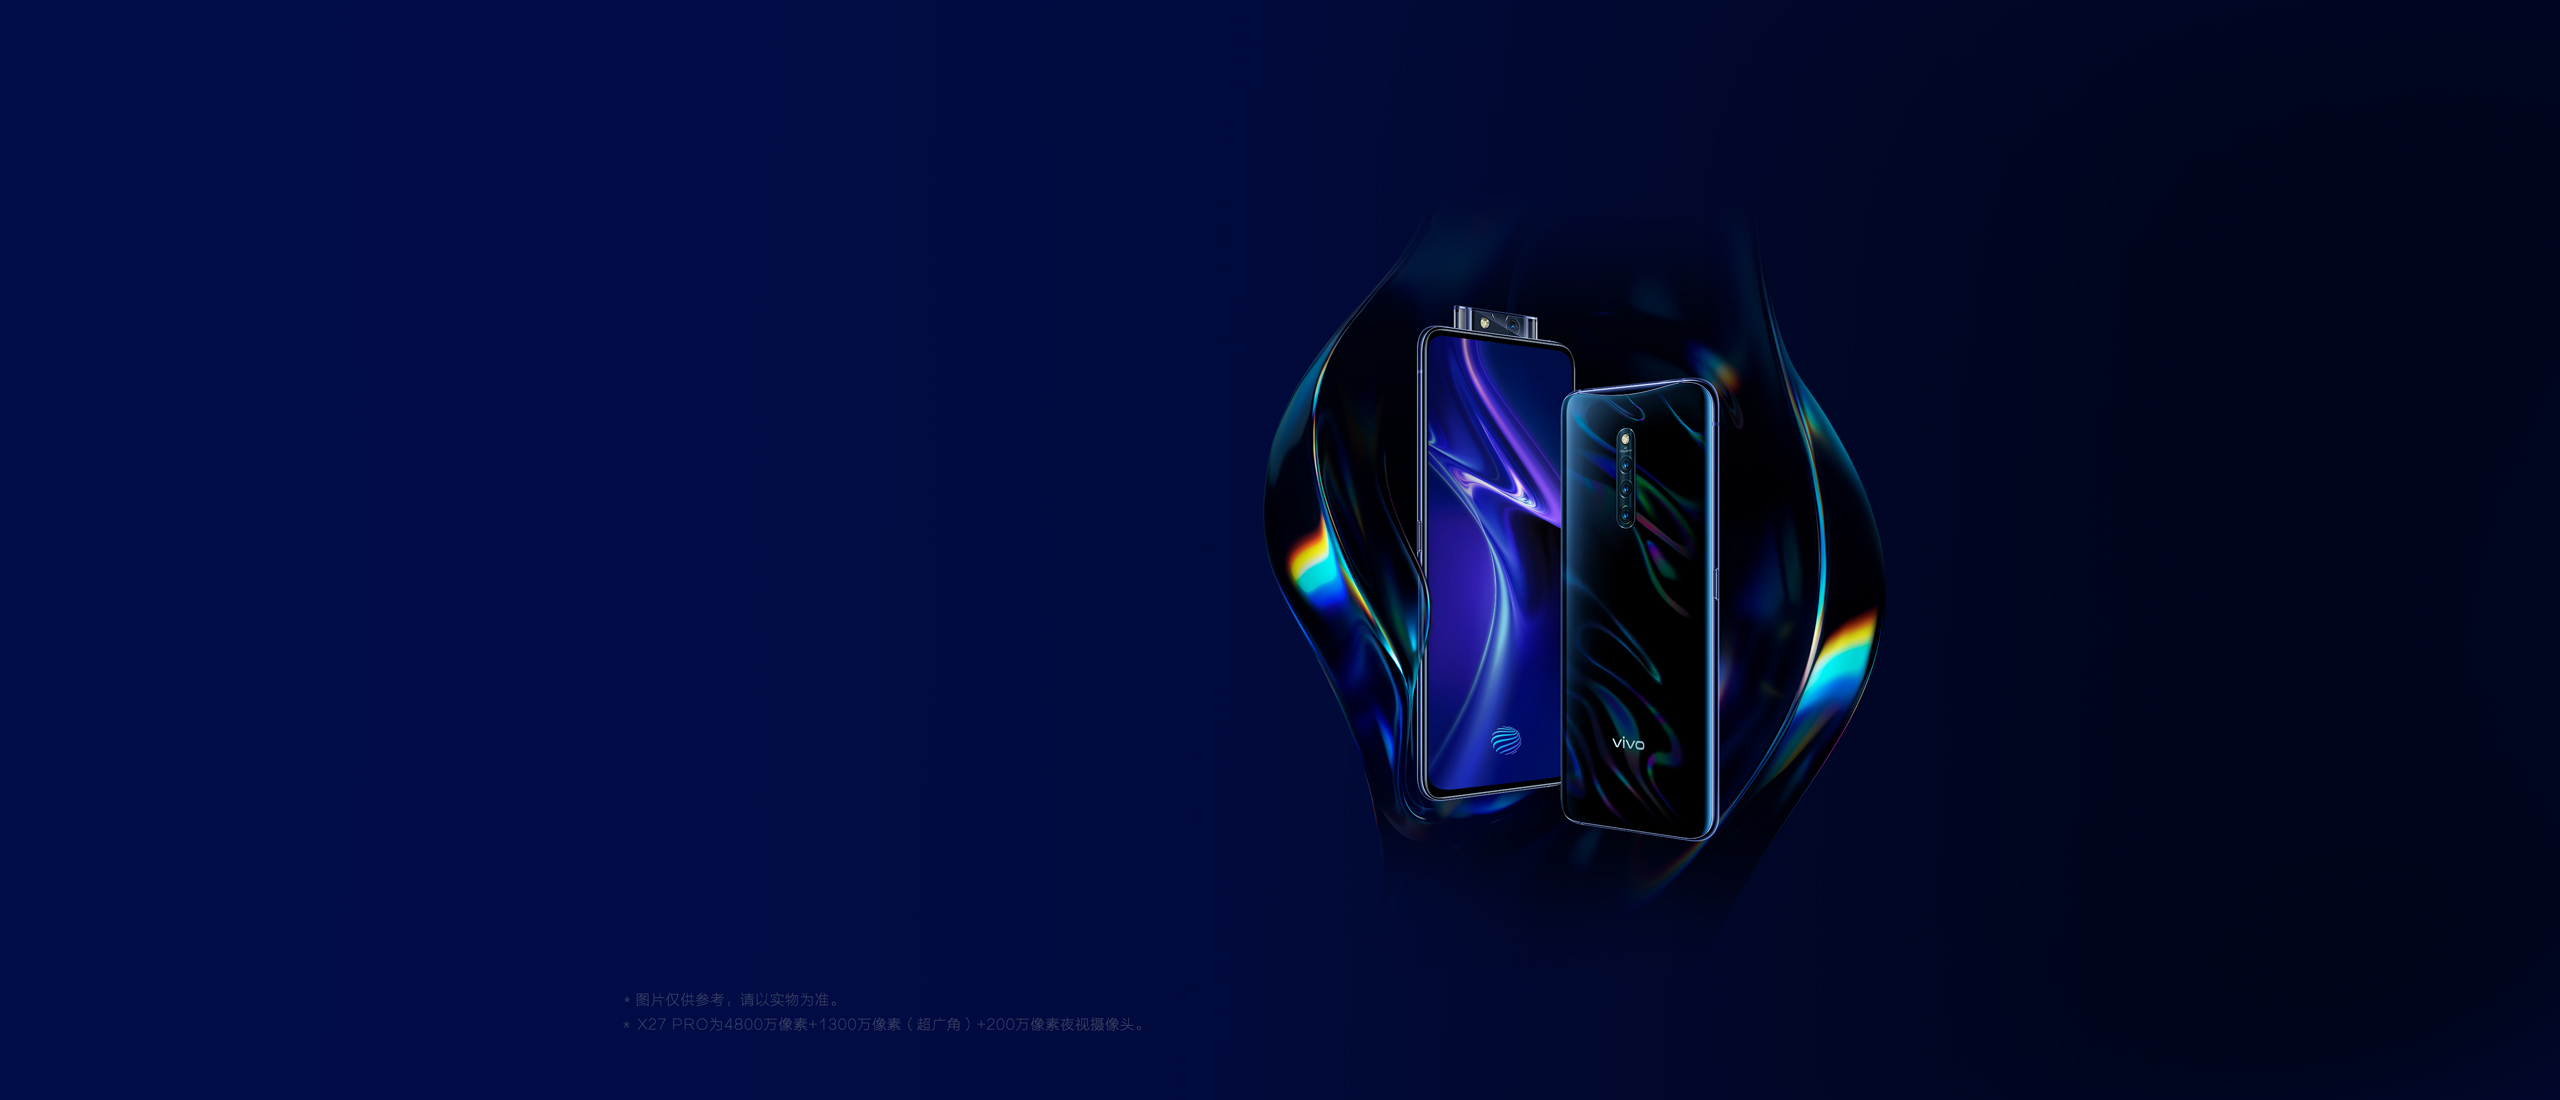 vivo
* 图片仅供参考，请以实物为准。
* X27 PRO为4800万像素+1300万像素（超广角）+200万像素夜视摄像头。